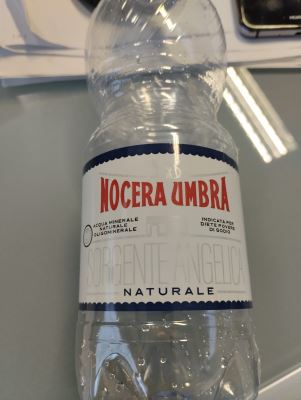 NOCERA UMBRA
ACQUA MINERALE
NATURALE
OLIGOMINERALE
INDICATA PER
DIETE POVERE
DI SODIO
SORGENTE ANGELICA
NATURALE